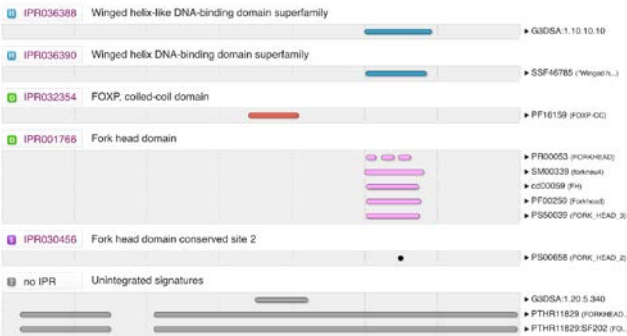 H IPR036388 Winged helix-like DNA-binding domain superfamily
▸ G3DSA:1.10.10.10
H IPR036390 Winged helix DNA-binding domain superfamily
▸ SSF46785 ("Winged h...)
D IPR032354 FOXP, coiled-coil domain
▸ PF16159 (FOXP-CC)
D IPR001766 Fork head domain
▸ PR00053 (FORKHEAD)
▸ SM00339 (forkneu4)
▸ cd00059 (FH)
▸ PF00250 (Forkhead)
▸ PS50039 (FORK_HEAD_3)
S IPR030456 Fork head domain conserved site 2
▸ PS00658 (FORK_HEAD_2)
? no IPR Unintegrated signatures
▸ G3DSA:1.20.5.340
▸ PTHR11829 (FORKHEAD..
▸ PTHR11829:SF202 (FO..